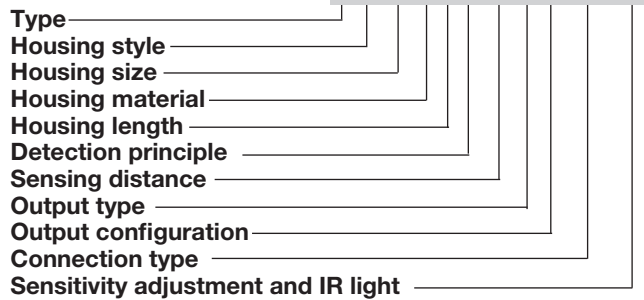 Type
Housing style
Housing size
Housing material
Housing length
Detection principle
Sensing distance
Output type
Output configuration
Connection type
Sensitivity adjustment and IR light